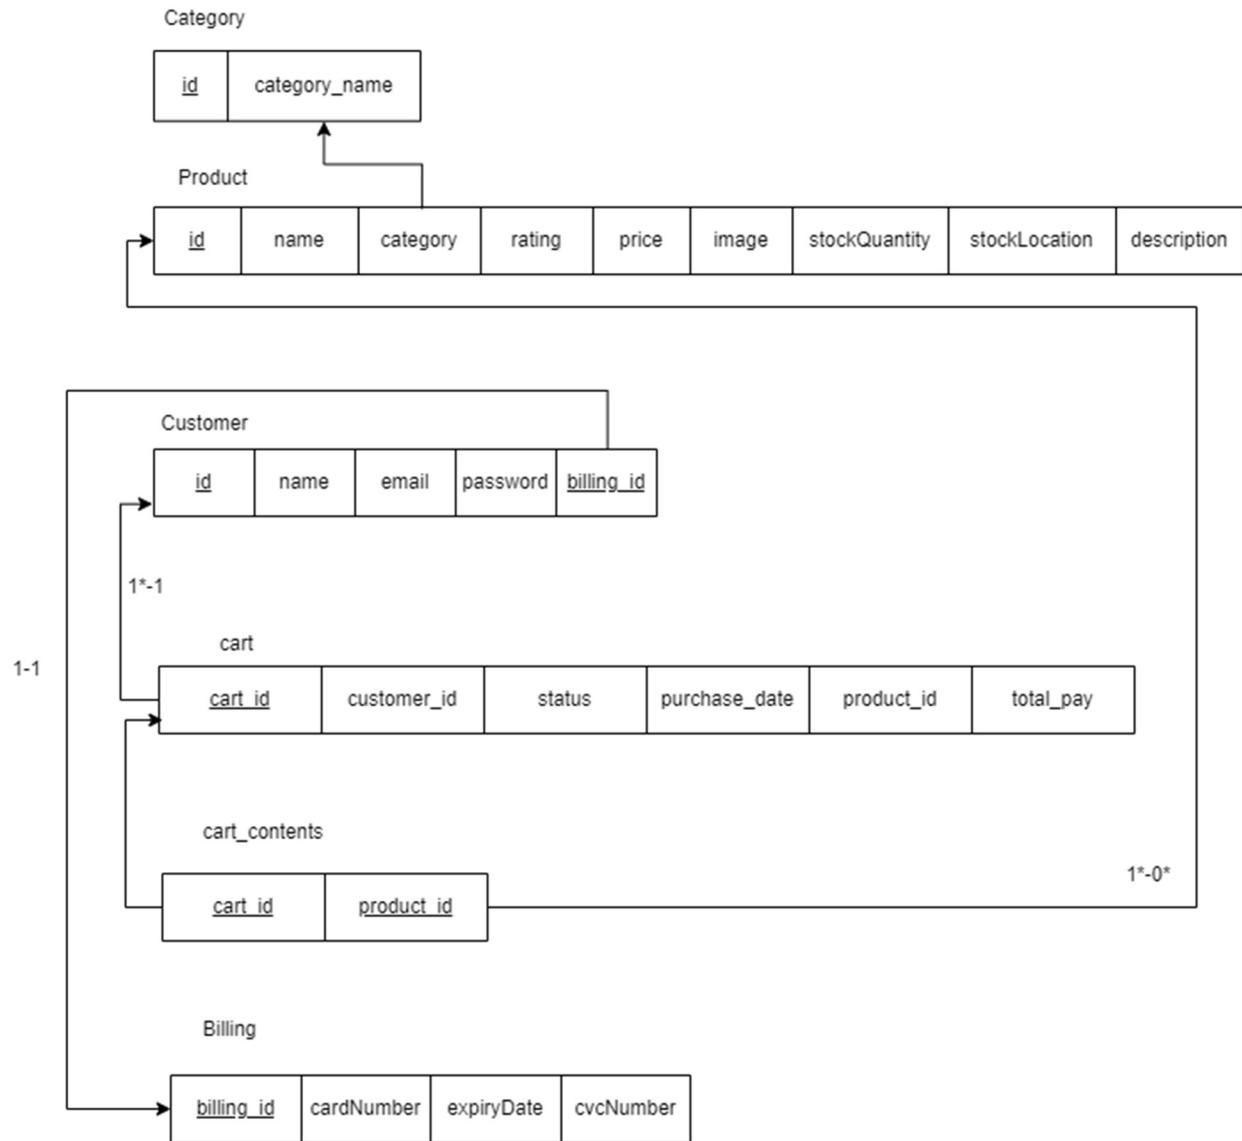 Category
id category_name
Product
id name category rating price image stockQuantity stockLocation description
Customer
id name email password billing_id
1*-1
cart
1-1
cart_id customer_id status purchase_date product_id total_pay
cart_contents
1*-0*
cart_id product_id
Billing
billing_id cardNumber expiryDate cvcNumber